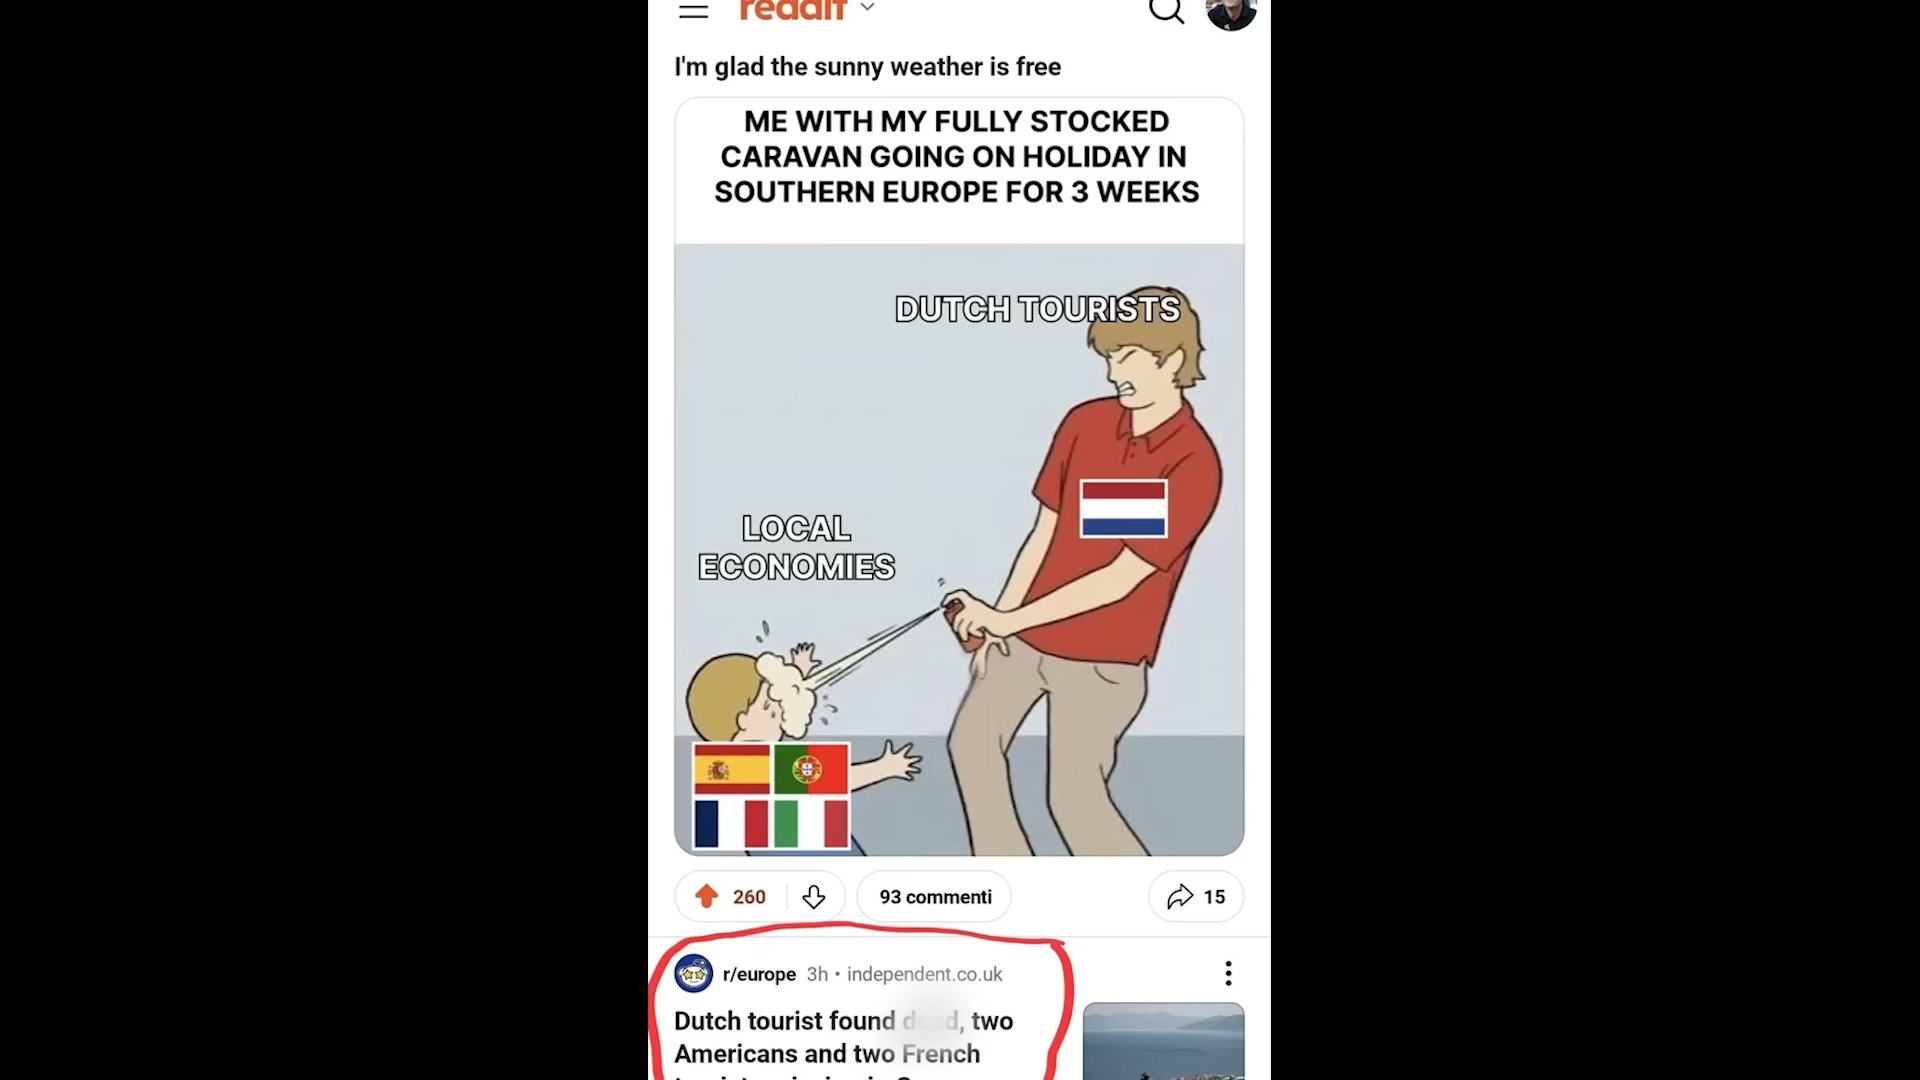 reddit
I'm glad the sunny weather is free
ME WITH MY FULLY STOCKED
CARAVAN GOING ON HOLIDAY IN
SOUTHERN EUROPE FOR 3 WEEKS
DUTCH TOURISTS
LOCAL
ECONOMIES
260
93 commenti
15
r/europe 3h • independent.co.uk
Dutch tourist found dead, two
Americans and two French